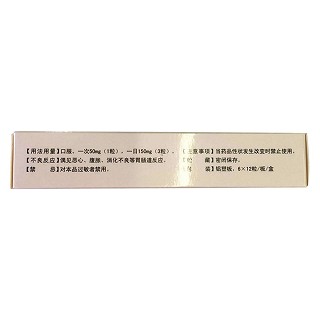 【用法用量】口服，一次50mg（1粒），一日150mg（3粒）。
【不良反应】偶见恶心、腹胀、消化不良等胃肠道反应。
【禁 忌】对本品过敏者禁用。
意事项】当药品性状发生改变时禁止使用。
藏】密闭保存。
装】铝塑板，6×12粒/板/盒